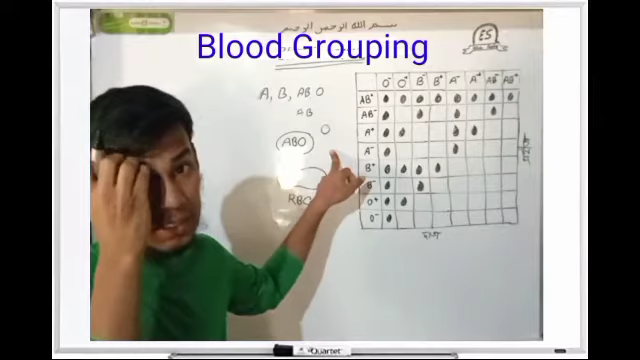 بسم الله الرحمن الرحيم
Blood Grouping
ES
A, B, AB O
AB
O
ABO
RBC
O⁻ O⁺ B⁻ B⁺ A⁻ A⁺ AB⁻ AB⁺
AB⁺
AB⁻
A⁺
A⁻
B⁺
B⁻
O⁺
O⁻
দাতা
Quartet